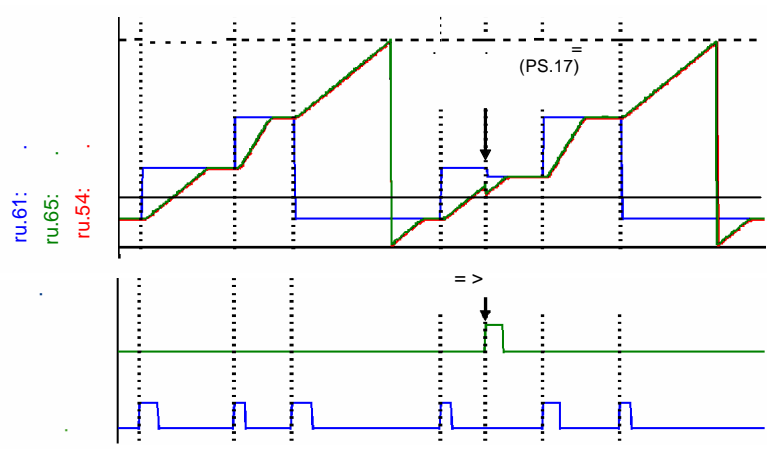 =
(PS.17)
ru.61:
ru.65:
ru.54:
= >